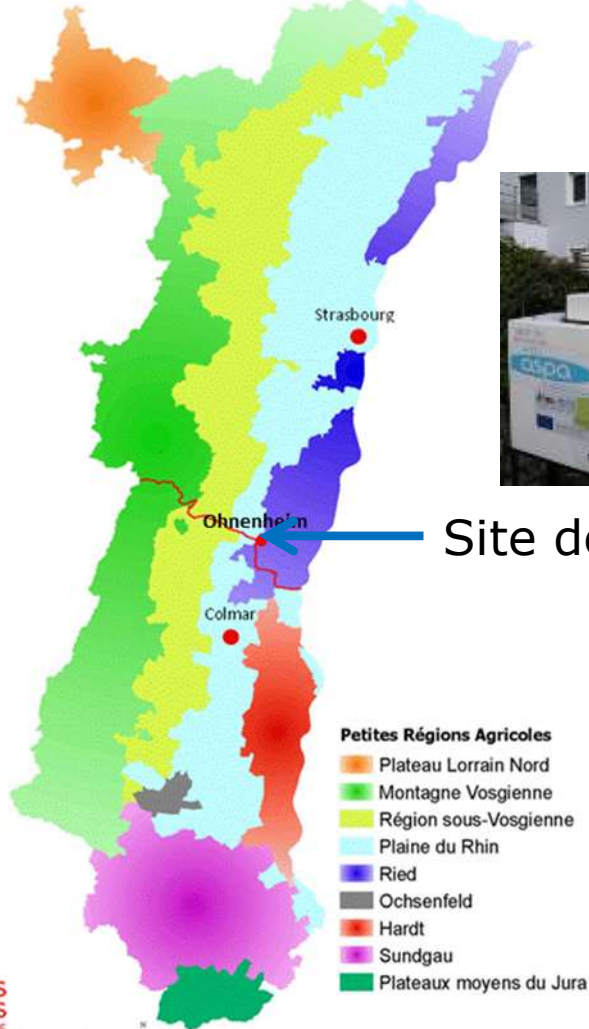 Strasbourg
aspa
Ohnenheim
Site de
Colmar
Petites Régions Agricoles
Plateau Lorrain Nord
Montagne Vosgienne
Région sous-Vosgienne
Plaine du Rhin
Ried
Ochsenfeld
Hardt
Sundgau
Plateaux moyens du Jura